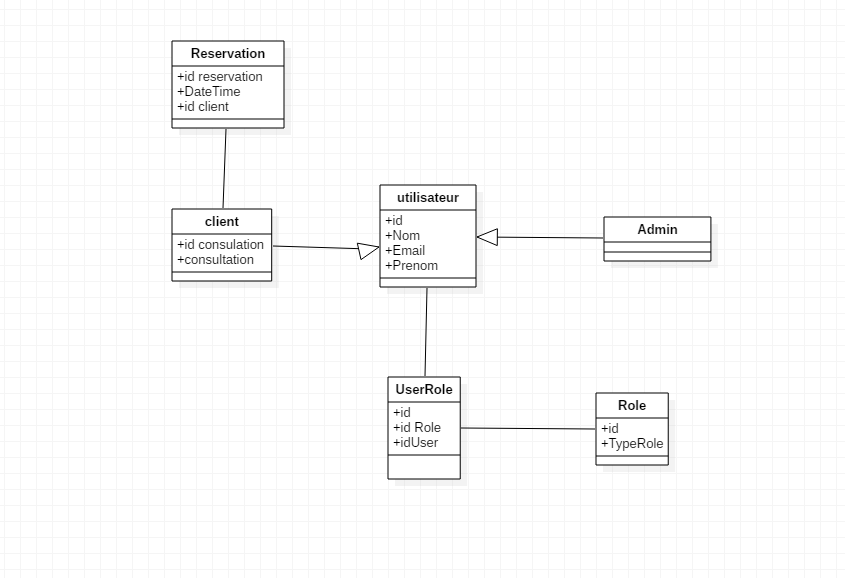 Reservation
+id reservation
+DateTime
+id client
client
+id consulation
+consultation
utilisateur
+id
+Nom
+Email
+Prenom
Admin
UserRole
+id
+id Role
+idUser
Role
+id
+TypeRole